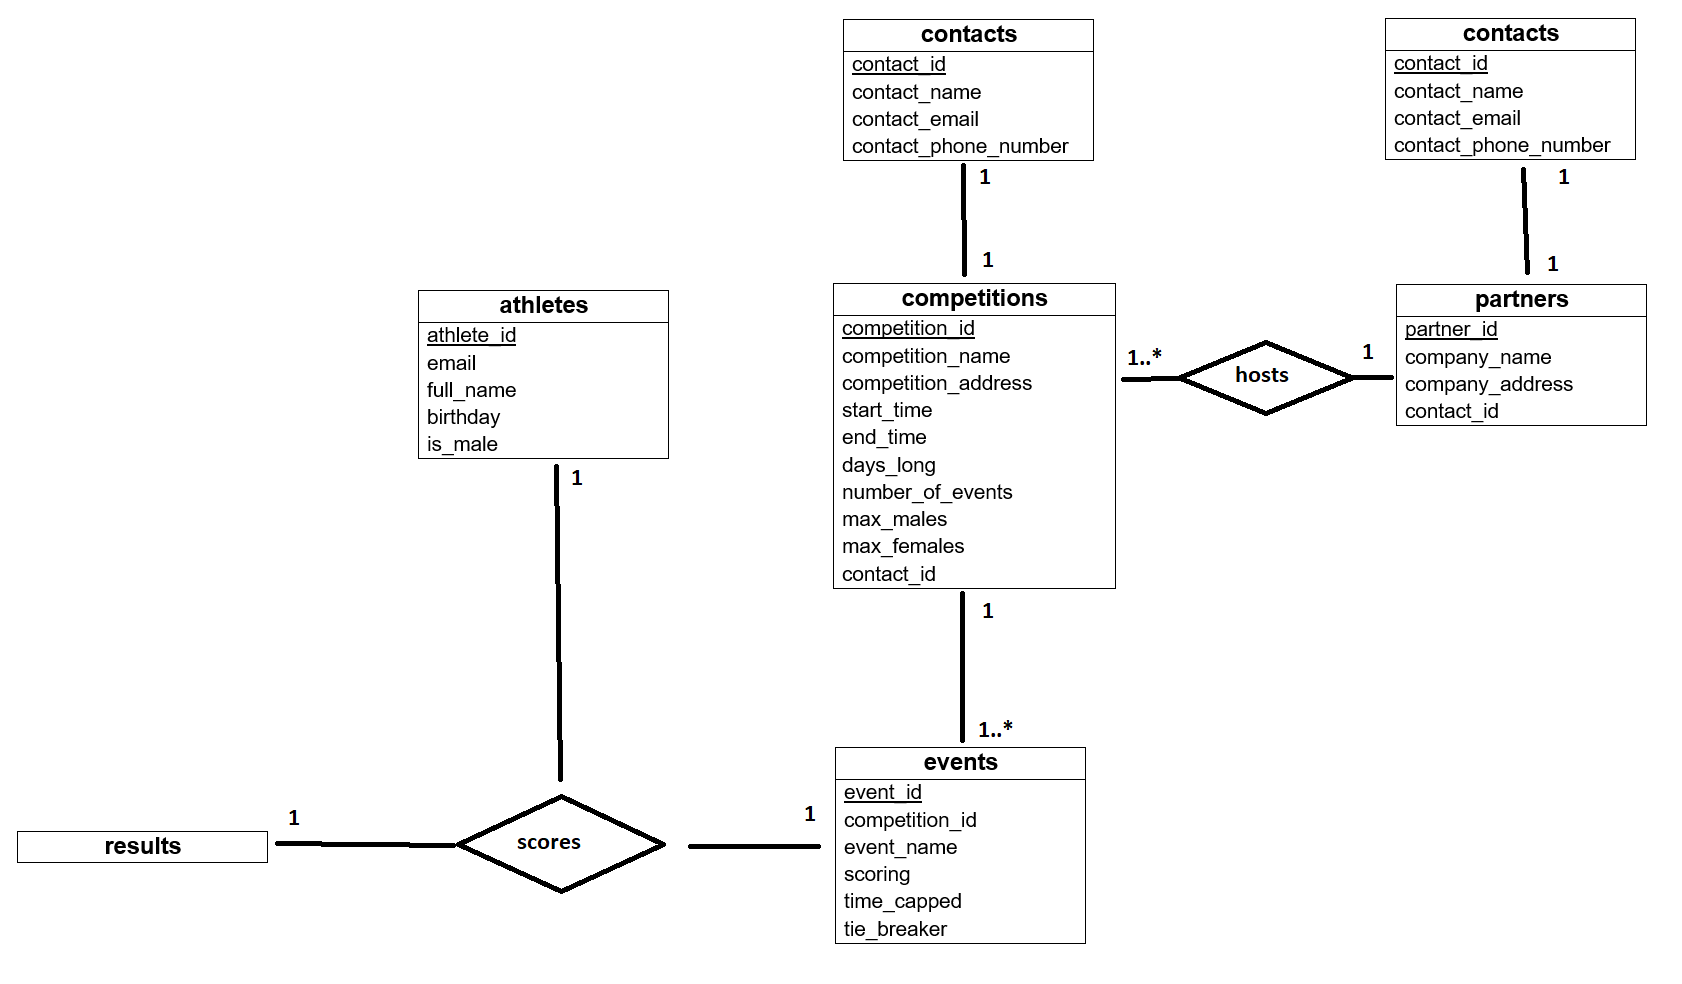 contacts
contact_id
contact_name
contact_email
contact_phone_number
1
1
contacts
contact_id
contact_name
contact_email
contact_phone_number
1
1
athletes
athlete_id
email
full_name
birthday
is_male
1
competitions
competition_id
competition_name
competition_address
start_time
end_time
days_long
number_of_events
max_males
max_females
contact_id
1..*
hosts
1
partners
partner_id
company_name
company_address
contact_id
1
1..*
results
1
scores
1
events
event_id
competition_id
event_name
scoring
time_capped
tie_breaker